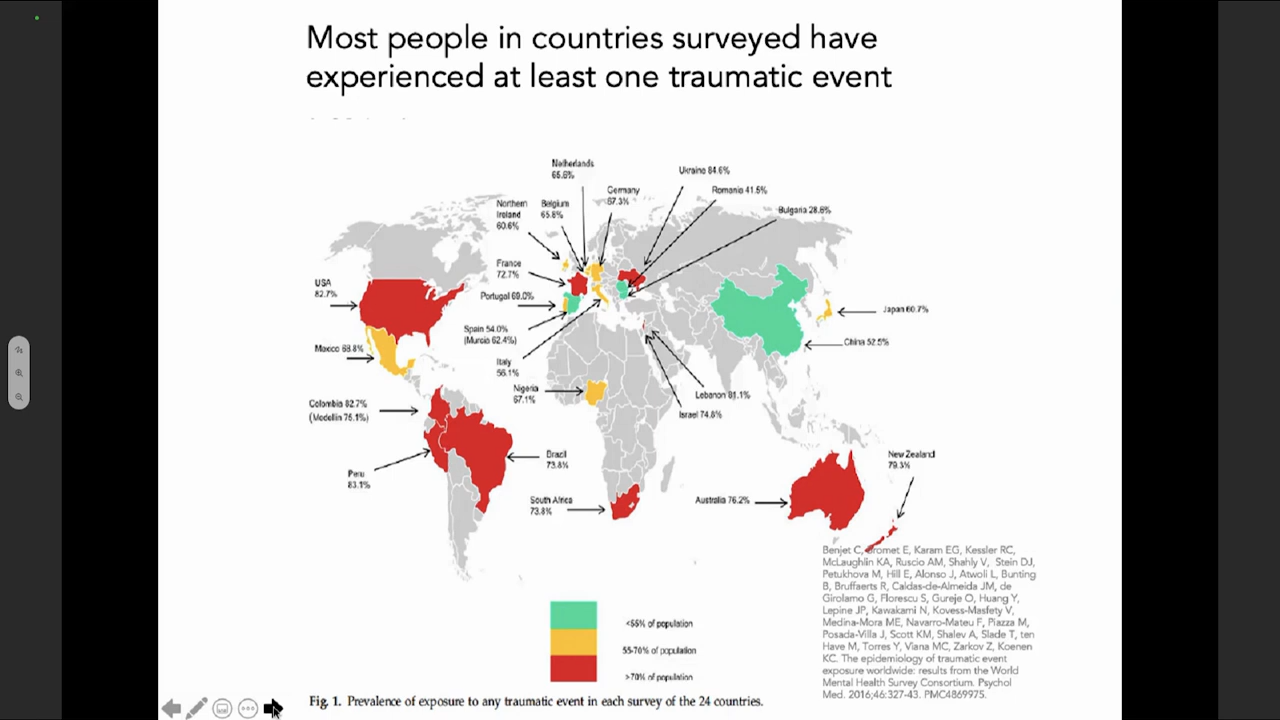 Most people in countries surveyed have
experienced at least one traumatic event
Netherlands
65.6%
Ukraine 84.6%
Germany
67.3%
Romania 41.5%
Northern
Ireland
60.6%
Belgium
65.8%
Bulgaria 28.6%
France
72.7%
USA
82.7%
Portugal 69.0%
Japan 60.7%
Spain 54.0%
(Murcia 62.4%)
China 52.5%
Mexico 68.8%
Italy
56.1%
Nigeria
67.1%
Lebanon 81.1%
Colombia 82.7%
(Medellin 75.1%)
Israel 74.8%
Brazil
73.8%
New Zealand
79.3%
Peru
83.1%
South Africa
73.8%
Australia 76.2%
Benjet C, Bromet E, Karam EG, Kessler RC,
McLaughlin KA, Ruscio AM, Shahly V, Stein DJ,
Petukhova M, Hill E, Alonso J, Atwoli L, Bunting
B, Bruffaerts R, Caldas-de-Almeida JM, de
Girolamo G, Florescu S, Gureje O, Huang Y,
Lepine JP, Kawakami N, Kovess-Masfety V,
Medina-Mora ME, Navarro-Mateu F, Piazza M,
Posada-Villa J, Scott KM, Shalev A, Slade T, ten
Have M, Torres Y, Viana MC, Zarkov Z, Koenen
KC. The epidemiology of traumatic event
exposure worldwide: results from the World
Mental Health Survey Consortium. Psychol
Med. 2016;46:327-43. PMC4869975.
<55% of population
55-70% of population
>70% of population
Fig. 1. Prevalence of exposure to any traumatic event in each survey of the 24 countries.